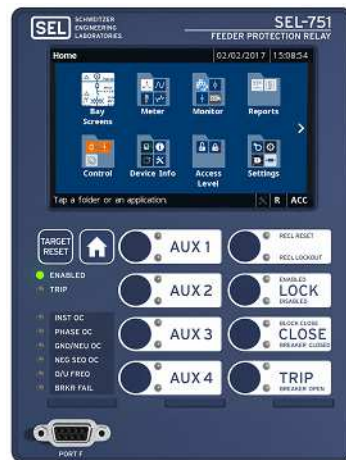 SEL SCHWEITZER
ENGINEERING
LABORATORIES
SEL-751
FEEDER PROTECTION RELAY
Home 02/02/2017 15:08:54
Bay
Screens
Meter
Monitor
Reports
Control
Device Info
Access
Level
Settings
Tap a folder or an application.
R ACC
TARGET
RESET
AUX 1
RECL RESET
RECL LOCKOUT
ENABLED
TRIP
AUX 2
ENABLED
LOCK
DISABLED
INST OC
PHASE OC
GND/NEU OC
NEG SEQ OC
O/U FREQ
BRKR FAIL
AUX 3
BLOCK CLOSE
CLOSE
BREAKER CLOSED
AUX 4
TRIP
BREAKER OPEN
PORT F